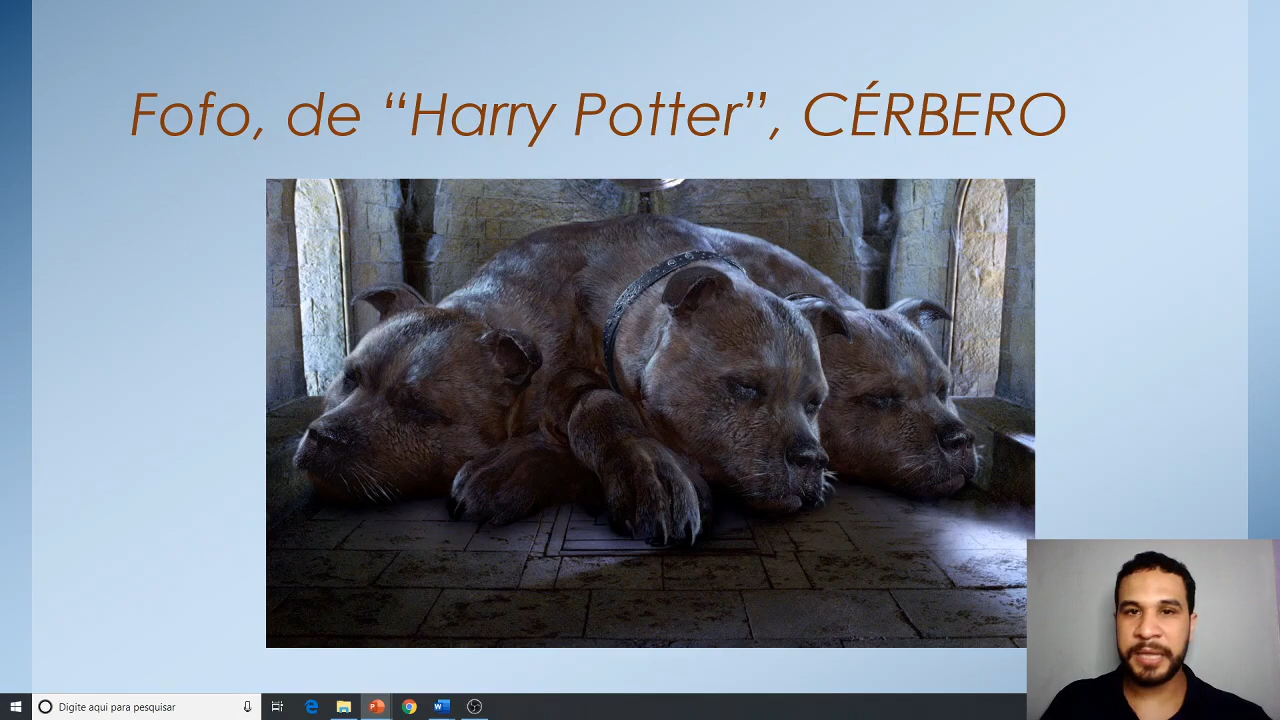 Fofo, de “Harry Potter”, CÉRBERO
Digite aqui para pesquisar